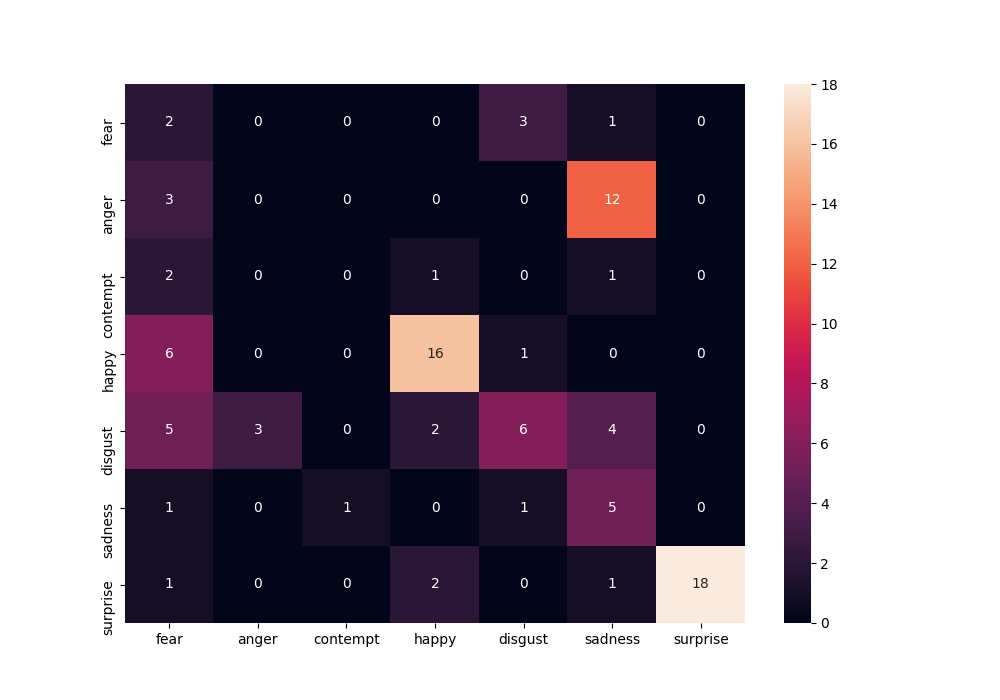 fear 2 0 0 0 3 1 0
anger 3 0 0 0 0 12 0
contempt 2 0 0 1 0 1 0
happy 6 0 0 16 1 0 0
disgust 5 3 0 2 6 4 0
sadness 1 0 1 0 1 5 0
surprise 1 0 0 2 0 1 18
fear anger contempt happy disgust sadness surprise
18
16
14
12
10
8
6
4
2
0